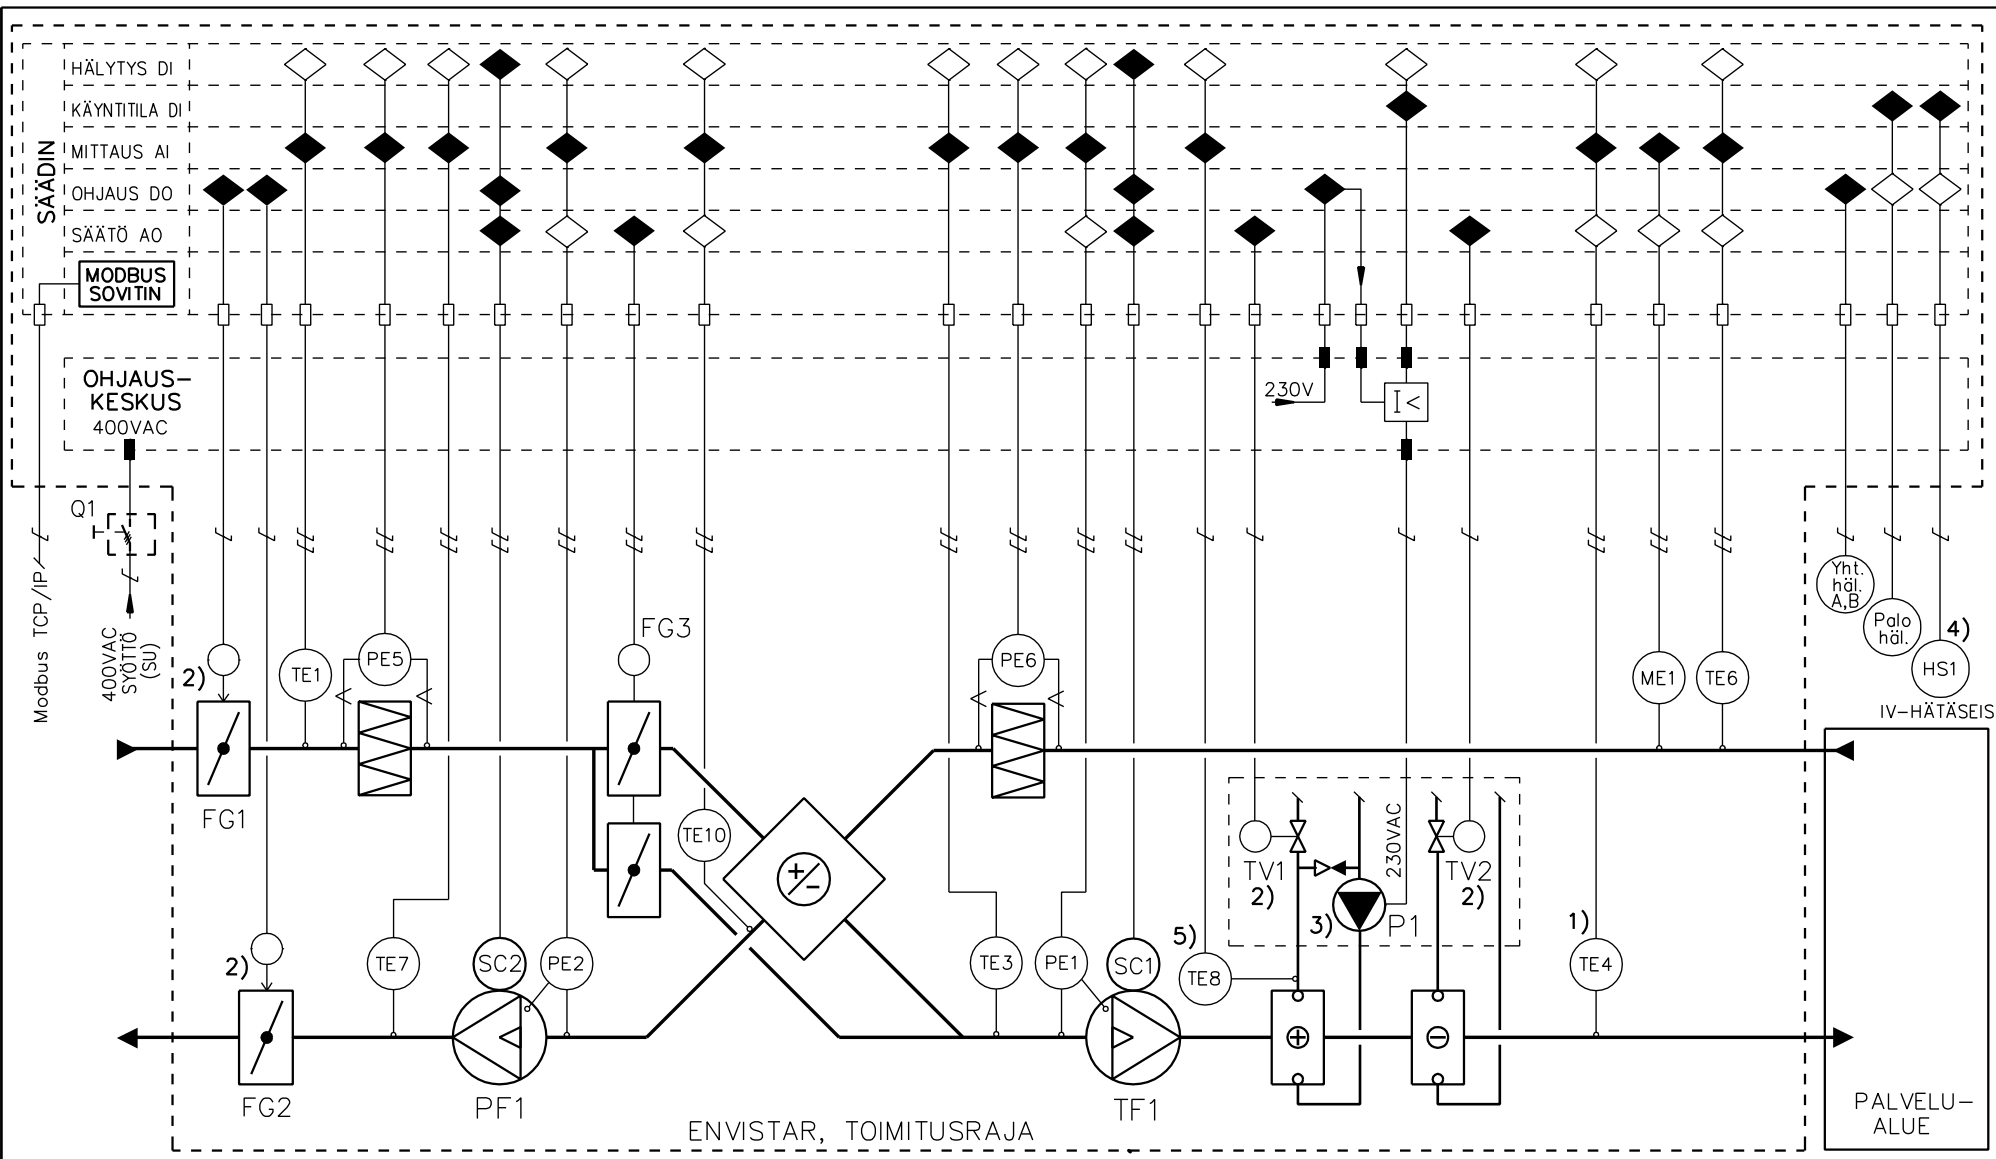 HÄLYTYS DI
KÄYNTITILA DI
MITTAUS AI
OHJAUS DO
SÄÄTÖ AO
SÄÄDIN
MODBUS
SOVITIN
OHJAUS-
KESKUS
400VAC
230V
I<
Q1
Modbus TCP/IP
400VAC
SYÖTTÖ
(SU)
Yht.
häl.
A,B
Palo
häl.
4)
HS1
IV-HÄTÄSEIS
2)
TE1
PE5
FG3
PE6
ME1
TE6
FG1
TE10
+/-
230VAC
TV1
2)
TV2
2)
3)
P1
2)
TE7
SC2
PE2
TE3
PE1
SC1
5)
TE8
1)
TE4
+
-
FG2
PF1
TF1
ENVISTAR, TOIMITUSRAJA
PALVELU-
ALUE